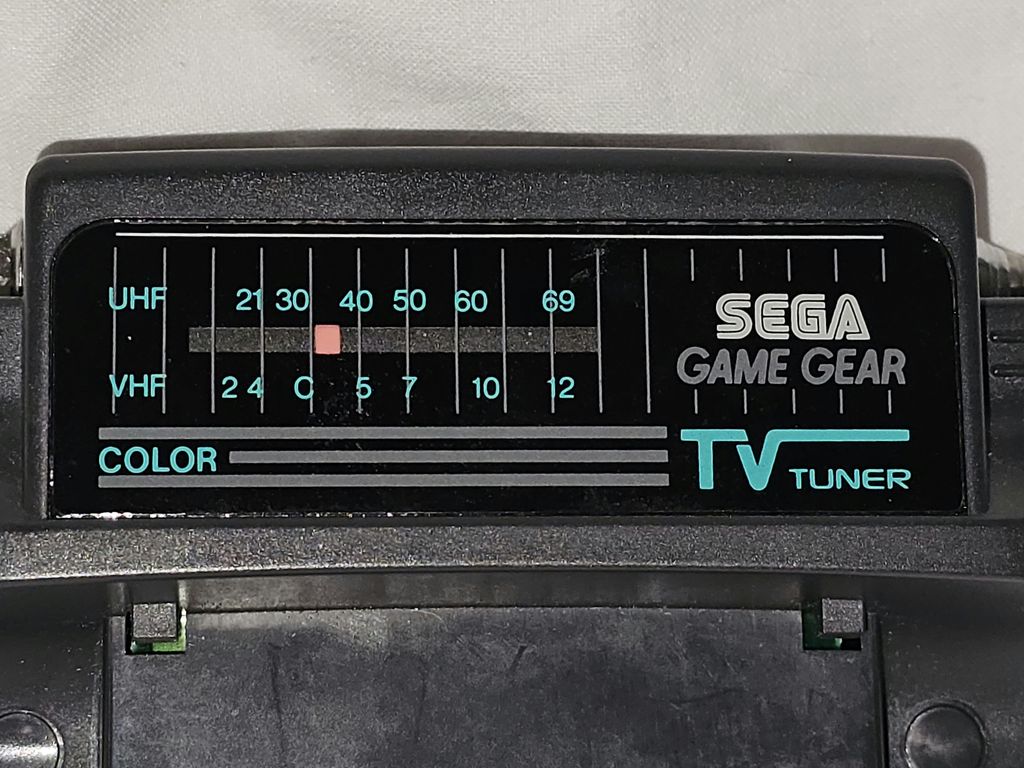 UHF 21 30 40 50 60 69
VHF 2 4 C 5 7 10 12
COLOR
SEGA
GAME GEAR
TV TUNER